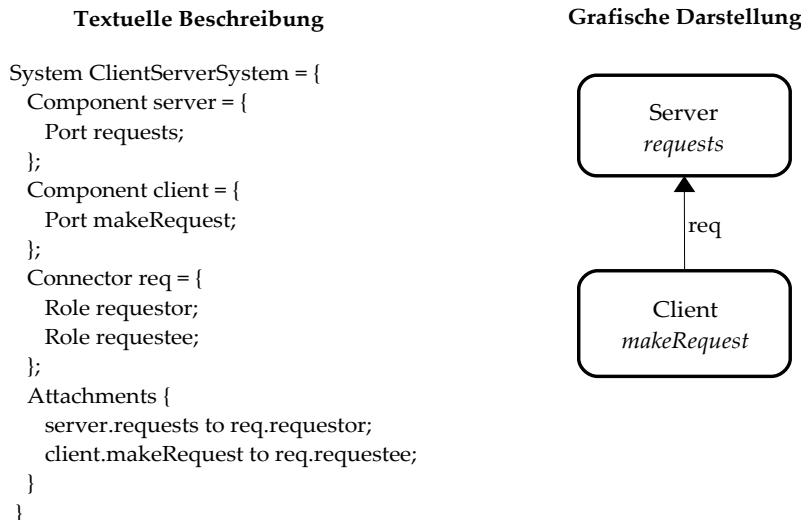 Textuelle Beschreibung
System ClientServerSystem = {
Component server = {
Port requests;
};
Component client = {
Port makeRequest;
};
Connector req = {
Role requestor;
Role requestee;
};
Attachments {
server.requests to req.requestor;
client.makeRequest to req.requestee;
}
}
Grafische Darstellung
Server
requests
req
Client
makeRequest